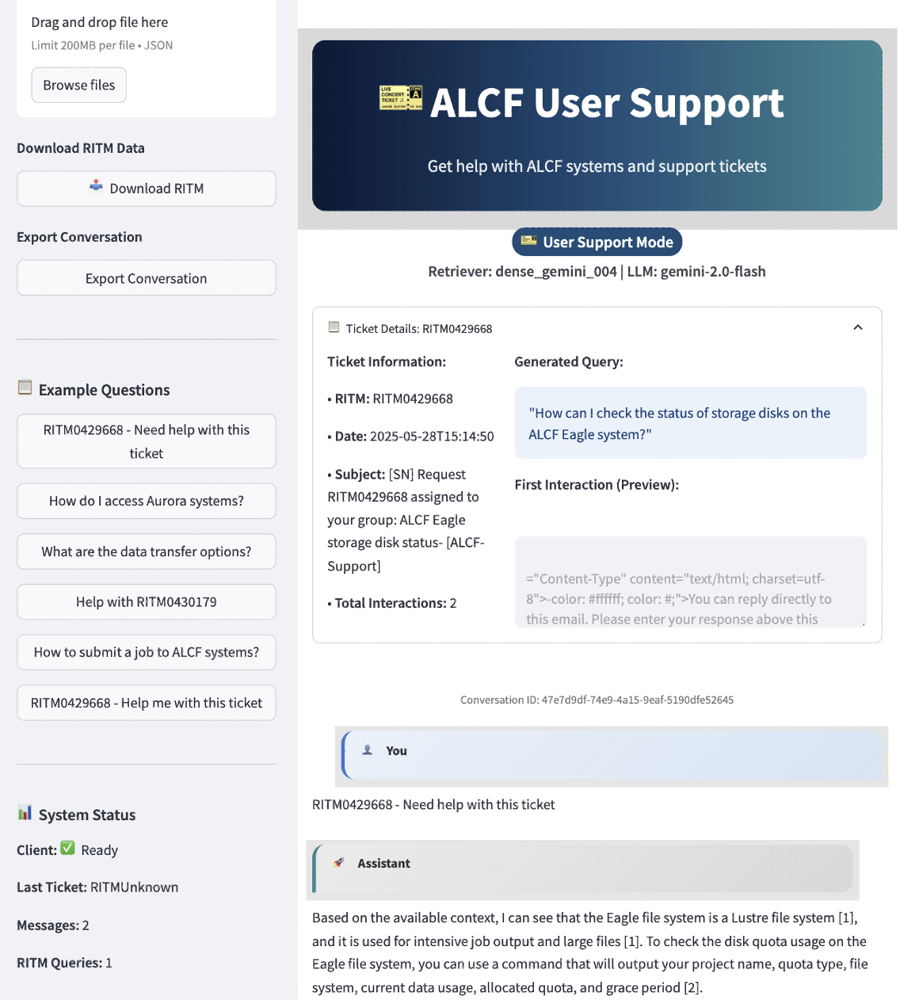 Drag and drop file here
Limit 200MB per file • JSON
Browse files
Download RITM Data
Download RITM
Export Conversation
Export Conversation
Example Questions
RITM0429668 - Need help with this
ticket
How do I access Aurora systems?
What are the data transfer options?
Help with RITM0430179
How to submit a job to ALCF systems?
RITM0429668 - Help me with this ticket
System Status
Client: ✅ Ready
Last Ticket: RITMUnknown
Messages: 2
RITM Queries: 1
LIVE
CONCERT
TICKET
ZONE
A
ALCF User Support
Get help with ALCF systems and support tickets
User Support Mode
Retriever: dense_gemini_004 | LLM: gemini-2.0-flash
Ticket Details: RITM0429668
Ticket Information:
• RITM: RITM0429668
• Date: 2025-05-28T15:14:50
• Subject: [SN] Request
RITM0429668 assigned to
your group: ALCF Eagle
storage disk status- [ALCF-
Support]
• Total Interactions: 2
Generated Query:
"How can I check the status of storage disks on the
ALCF Eagle system?"
First Interaction (Preview):
="Content-Type" content="text/html; charset=utf-
8">-color: #ffffff; color: #;">You can reply directly to
this email. Please enter your response above this
Conversation ID: 47e7d9df-74e9-4a15-9eaf-5190dfe52645
You
RITM0429668 - Need help with this ticket
Assistant
Based on the available context, I can see that the Eagle file system is a Lustre file system [1],
and it is used for intensive job output and large files [1]. To check the disk quota usage on the
Eagle file system, you can use a command that will output your project name, quota type, file
system, current data usage, allocated quota, and grace period [2].